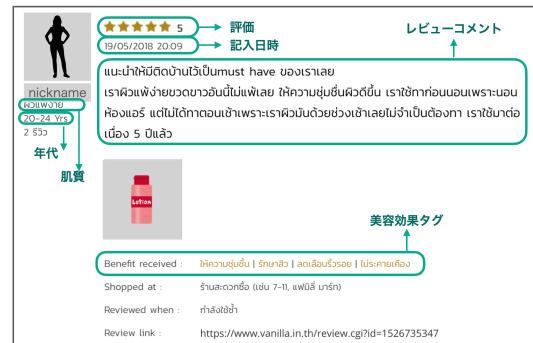 5 評価
19/05/2018 20:09 記入日時
レビューコメント
แนะนำให้มีติดบ้านไว้เป็นmust have ของเราเลย
เราผิวแพ้ง่ายขวดขาวอันนี้ไม่แพ้เลย ให้ความชุ่มชื่นผิวดีขึ้น เราใช้ทาก่อนนอนเพราะนอน
ห้องแอร์ แต่ไม่ได้ทาตอนเช้าเพราะเราผิวมันด้วยช่วงเช้าเลยไม่จำเป็นต้องทา เราใช้มาต่อ
เนื่อง 5 ปีแล้ว
nickname
ผิวแพ้ง่าย
20-24 Yrs
2 รีวิว
年代
肌質
Lotion
美容効果タグ
Benefit received : ให้ความชุ่มชื้น | รักษาสิว | ลดเลือนริ้วรอย | ไม่ระคายเคือง
Shopped at : ร้านสะดวกซื้อ (เช่น 7-11, แฟมิลี่ มาร์ท)
Reviewed when : กำลังใช้ซ้ำ
Review link : https://www.vanilla.in.th/review.cgi?id=1526735347